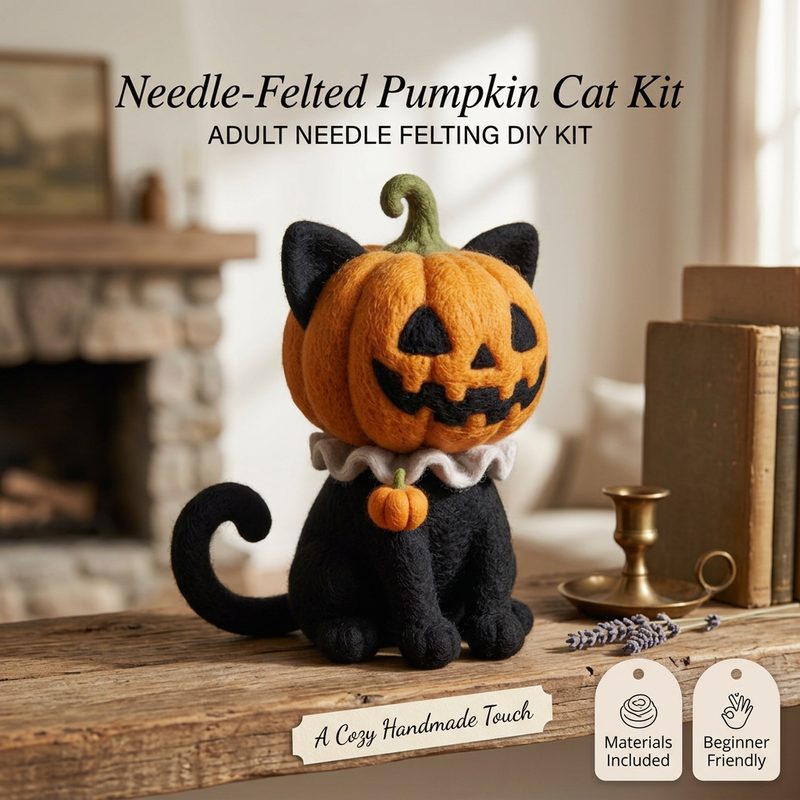 Needle-Felted Pumpkin Cat Kit
ADULT NEEDLE FELTING DIY KIT
A Cozy Handmade Touch
Materials
Included
Beginner
Friendly